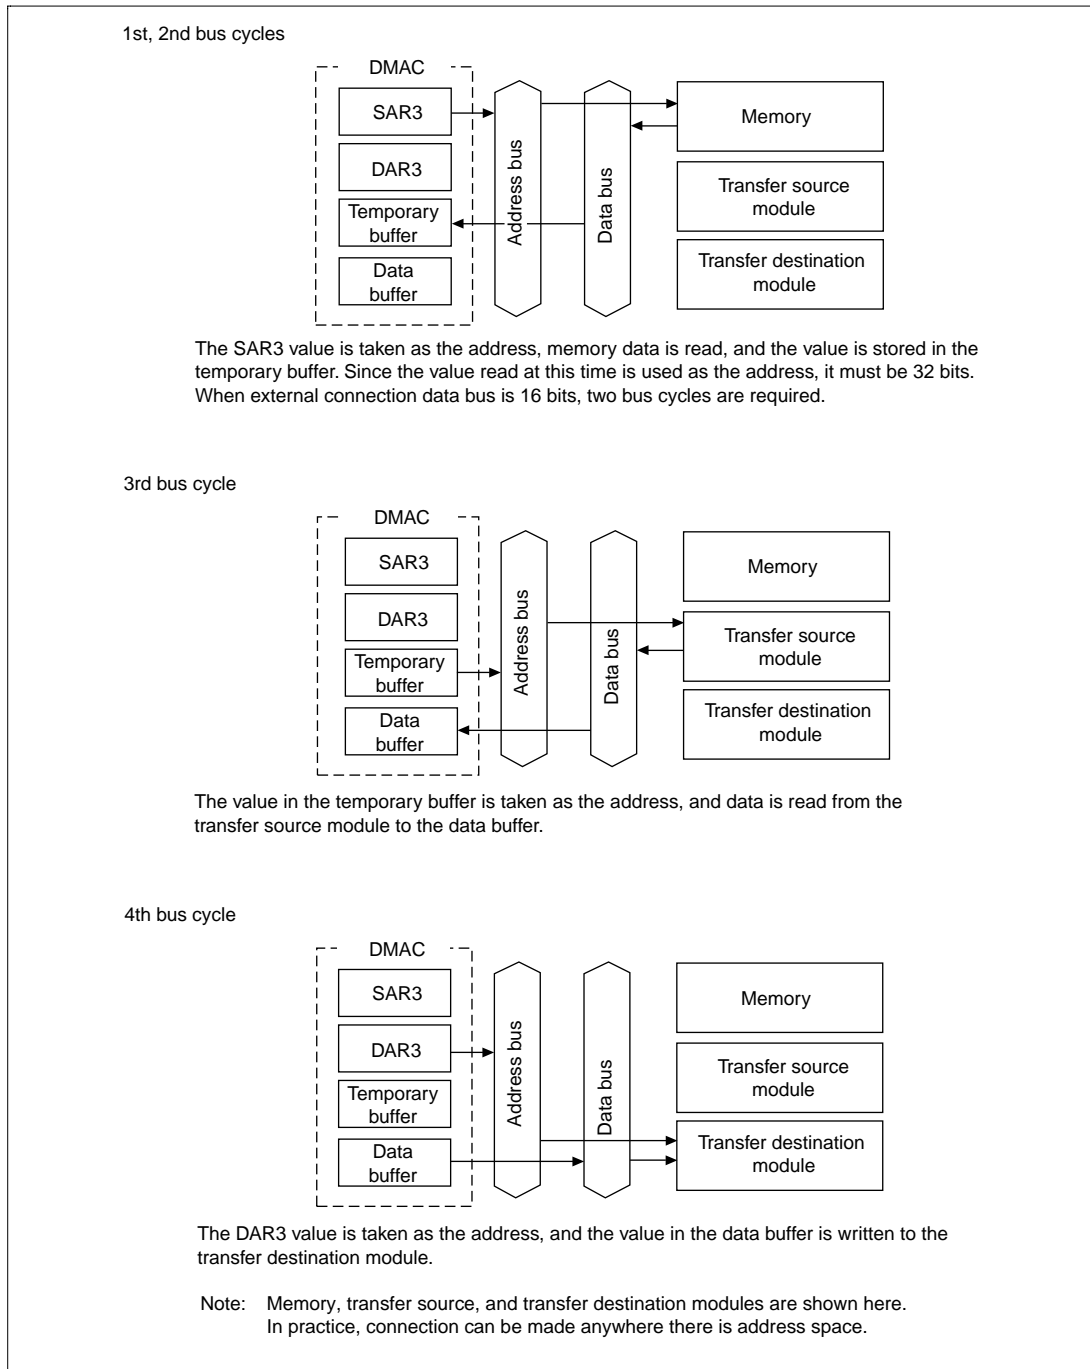 1st, 2nd bus cycles
DMAC
SAR3
DAR3
Temporary
buffer
Data
buffer
Address bus
Data bus
Memory
Transfer source
module
Transfer destination
module
The SAR3 value is taken as the address, memory data is read, and the value is stored in the
temporary buffer. Since the value read at this time is used as the address, it must be 32 bits.
When external connection data bus is 16 bits, two bus cycles are required.
3rd bus cycle
DMAC
SAR3
DAR3
Temporary
buffer
Data
buffer
Address bus
Data bus
Memory
Transfer source
module
Transfer destination
module
The value in the temporary buffer is taken as the address, and data is read from the
transfer source module to the data buffer.
4th bus cycle
DMAC
SAR3
DAR3
Temporary
buffer
Data
buffer
Address bus
Data bus
Memory
Transfer source
module
Transfer destination
module
The DAR3 value is taken as the address, and the value in the data buffer is written to the
transfer destination module.
Note: Memory, transfer source, and transfer destination modules are shown here.
In practice, connection can be made anywhere there is address space.